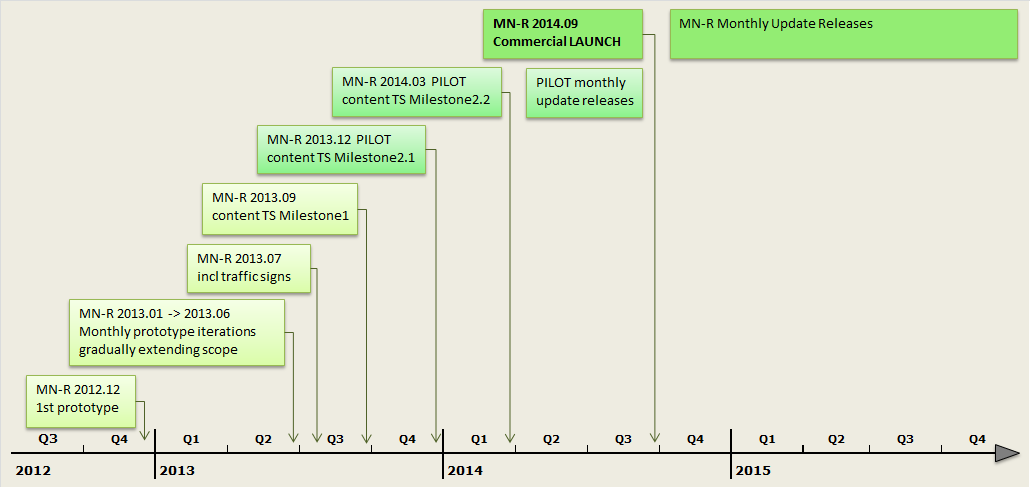 MN-R 2014.09
Commercial LAUNCH
MN-R Monthly Update Releases
MN-R 2014.03 PILOT
content TS Milestone2.2
PILOT monthly
update releases
MN-R 2013.12 PILOT
content TS Milestone2.1
MN-R 2013.09
content TS Milestone1
MN-R 2013.07
incl traffic signs
MN-R 2013.01 -> 2013.06
Monthly prototype iterations
gradually extending scope
MN-R 2012.12
1st prototype
Q3 Q4 Q1 Q2 Q3 Q4 Q1 Q2 Q3 Q4 Q1 Q2 Q3 Q4
2012 2013 2014 2015